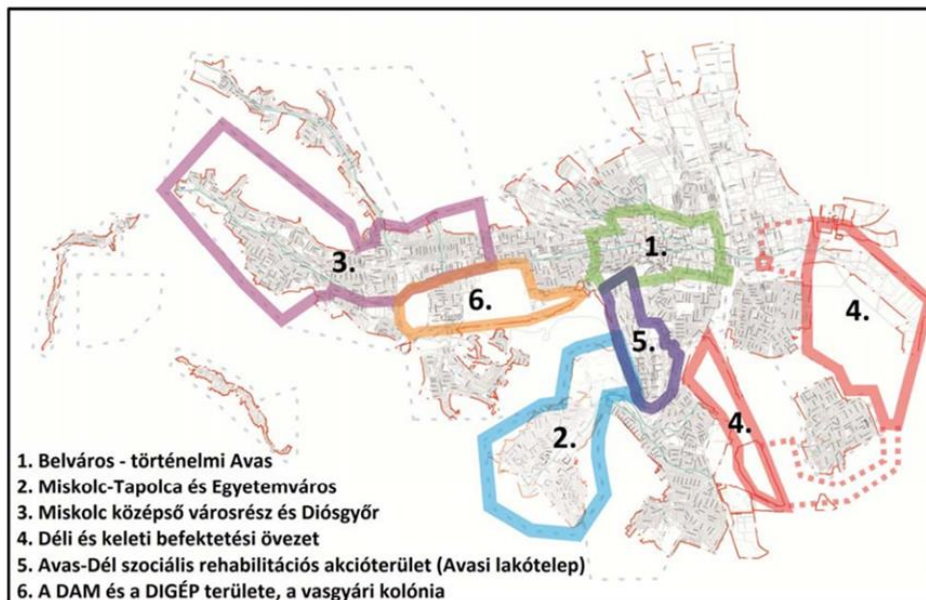 1.
3.
4.
6.
5.
4.
2.
1. Belváros - történelmi Avas
2. Miskolc-Tapolca és Egyetemváros
3. Miskolc középső városrész és Diósgyőr
4. Déli és keleti befektetési övezet
5. Avas-Dél szociális rehabilitációs akcióterület (Avasi lakótelep)
6. A DAM és a DIGÉP területe, a vasgyári kolónia